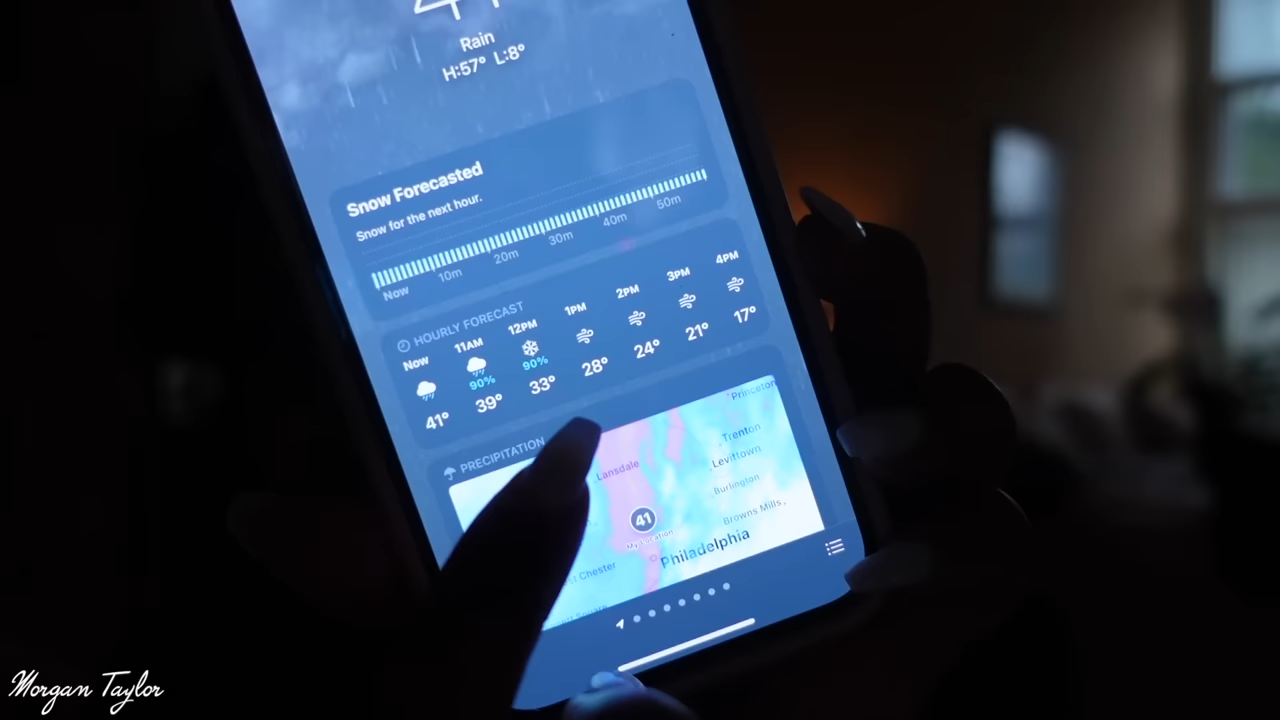 Rain
H:57° L:8°
Snow Forecasted
Snow for the next hour.
Now 10m 20m 30m 40m 50m
HOURLY FORECAST
Now 11AM 12PM 1PM 2PM 3PM 4PM
90% 90%
41° 39° 33° 28° 24° 21° 17°
PRECIPITATION
Princeton
Trenton
Lansdale
Levittown
Burlington
41
Browns Mills
My Location
Philadelphia
Chester
Morgan Taylor